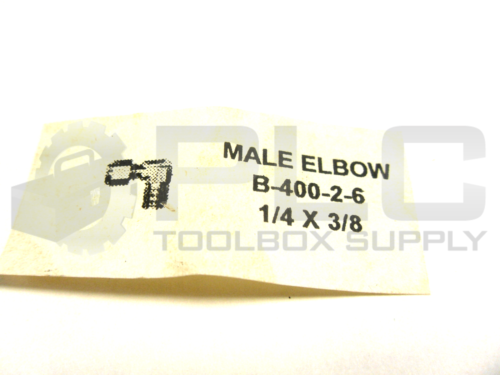 MALE ELBOW
B-400-2-6
1/4 X 3/8
PLC
TOOLBOX SUPPLY